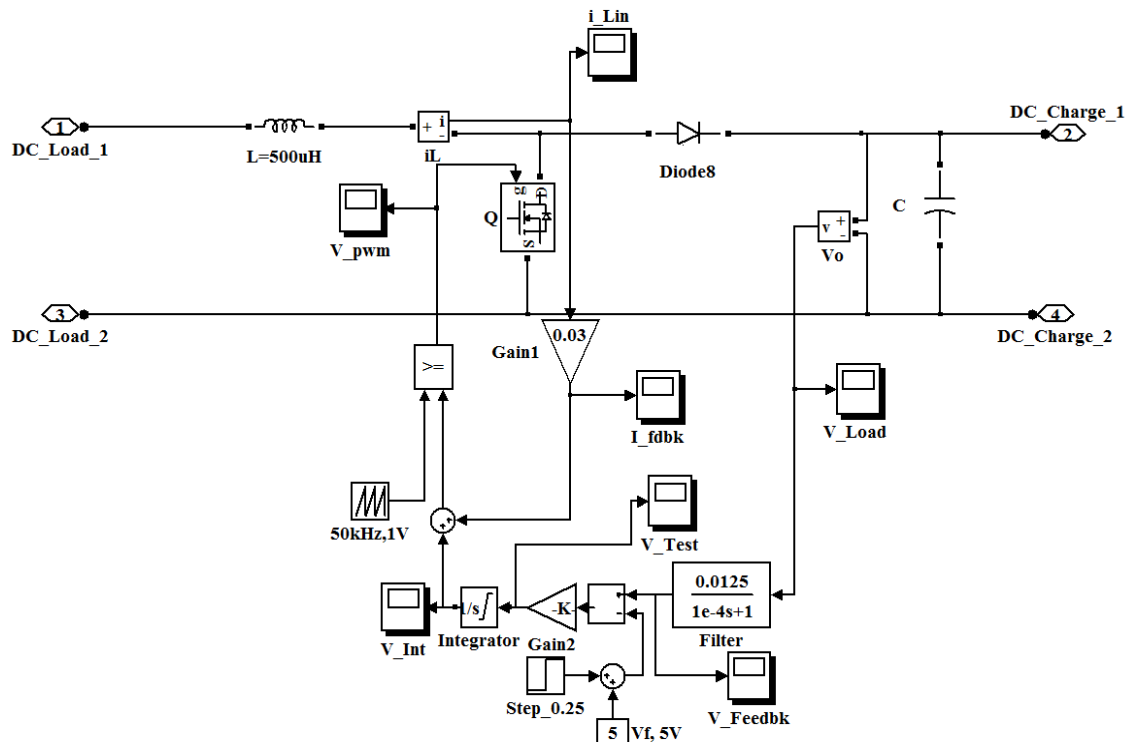 i_Lin
DC_Charge_1
1
+
i
-
2
DC_Load_1
L=500uH
iL
Diode8
g
D
Q
S
V_pwm
C
v
+
-
Vo
3
4
DC_Load_2
DC_Charge_2
0.03
Gain1
>=
I_fdbk
V_Load
50kHz,1V
+
+
V_Test
0.0125
1e-4s+1
Filter
1/s
-K-
-
V_Int
Integrator
Gain2
Step_0.25
+
+
V_Feedbk
5
Vf, 5V